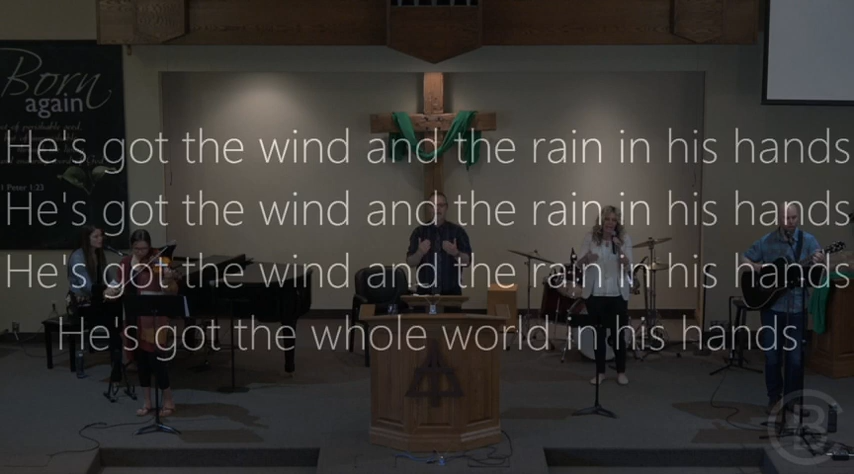 Born
again
1 Peter 1:23
He's got the wind and the rain in his hands
He's got the wind and the rain in his hands
He's got the wind and the rain in his hands
He's got the whole world in his hands